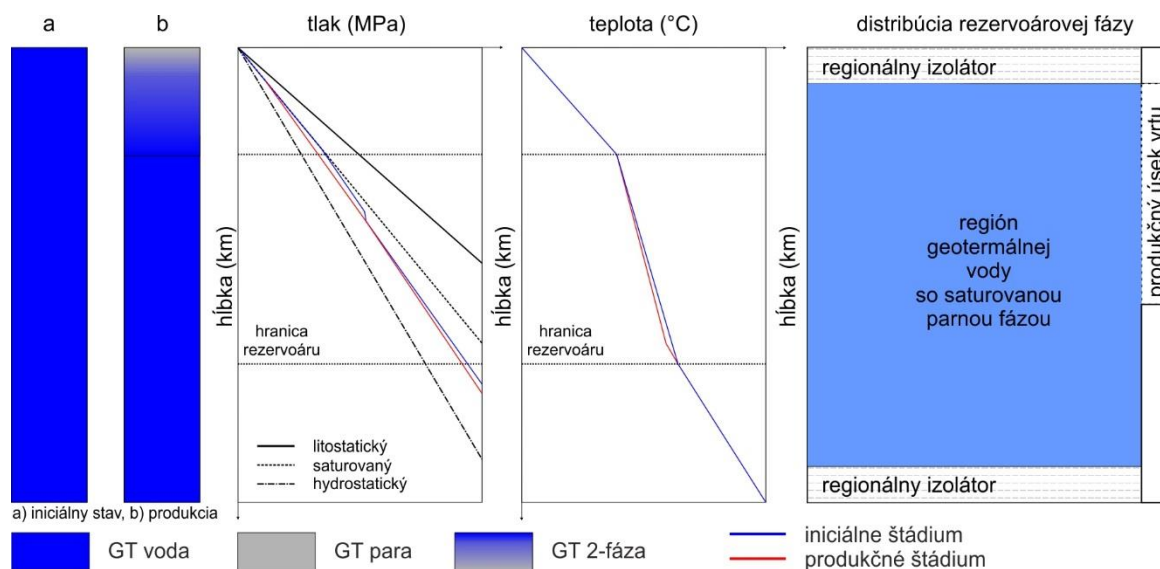 a
b
tlak (MPa)
teplota (°C)
distribúcia rezervoárovej fázy
hĺbka (km)
hranica
rezervoáru
litostatický
saturovaný
hydrostatický
hĺbka (km)
hĺbka (km)
regionálny izolátor
región
geotermálnej
vody
so saturovanou
parnou fázou
regionálny izolátor
produkčný úsek vrtu
hranica
rezervoáru
a) iniciálny stav, b) produkcia
GT voda
GT para
GT 2-fáza
iniciálne štádium
produkčné štádium